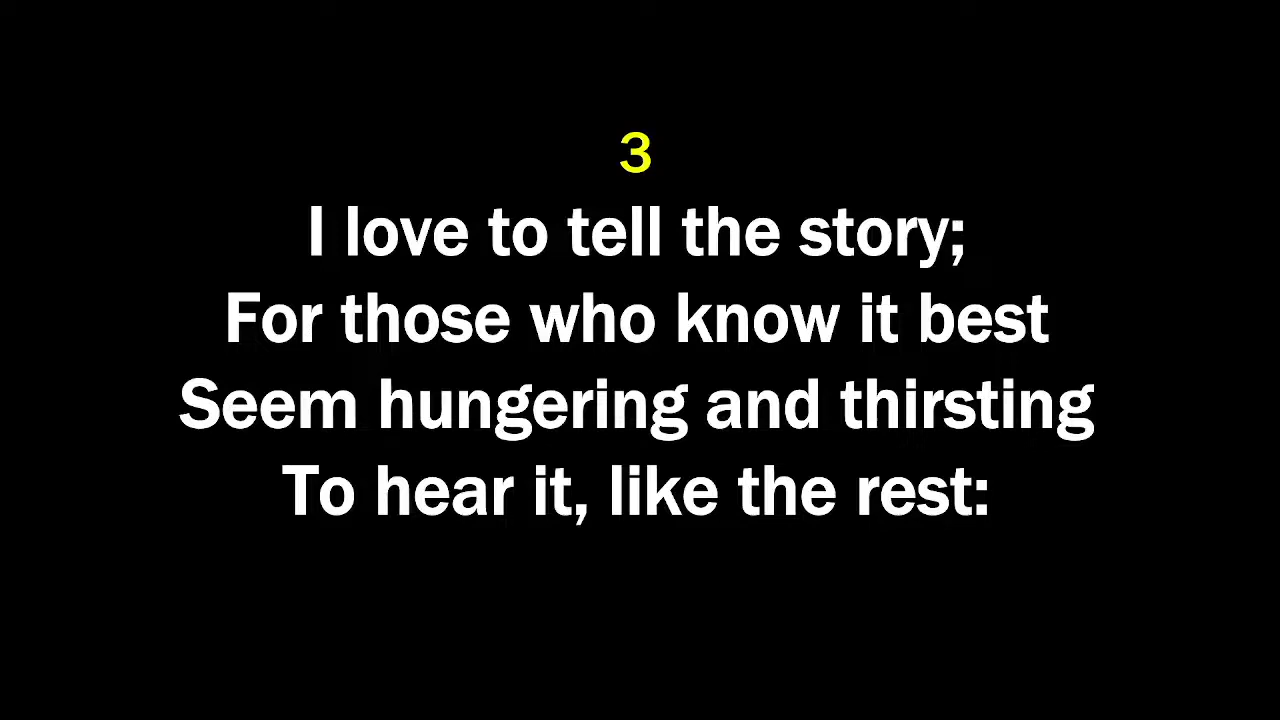 3
I love to tell the story;
For those who know it best
Seem hungering and thirsting
To hear it, like the rest: